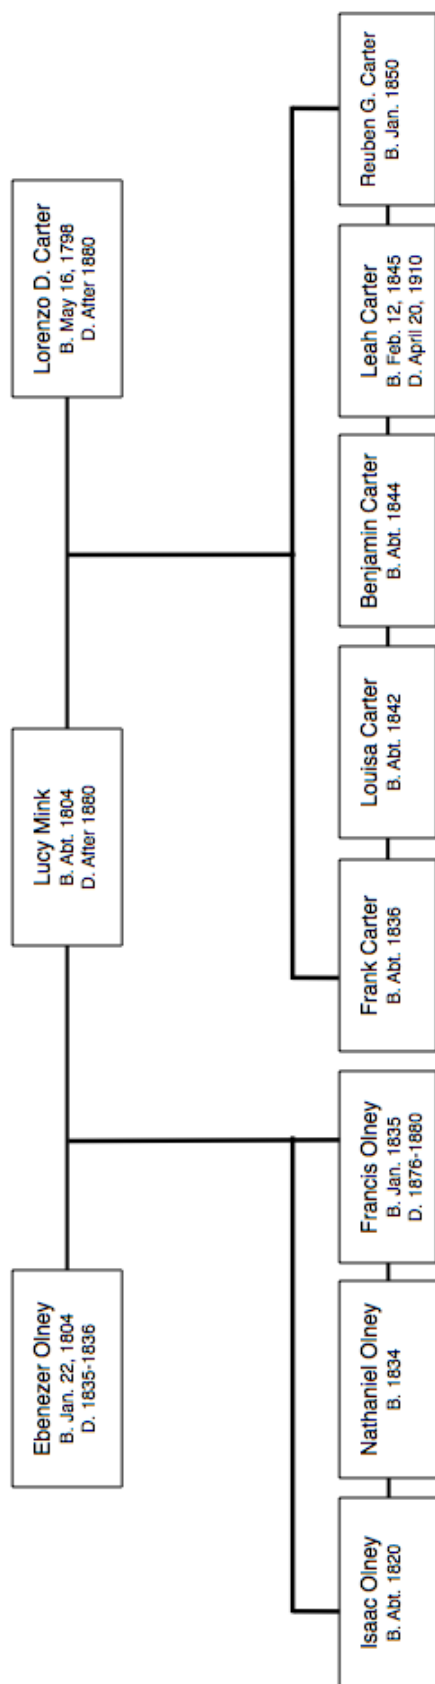 Ebenezer Olney
B. Jan. 22, 1804
D. 1835-1836
Lucy Mink
B. Abt. 1804
D. After 1880
Lorenzo D. Carter
B. May 16, 1798
D. After 1880
Isaac Olney
B. Abt. 1820
Nathaniel Olney
B. 1834
Francis Olney
B. Jan. 1835
D. 1876-1880
Frank Carter
B. Abt. 1836
Louisa Carter
B. Abt. 1842
Benjamin Carter
B. Abt. 1844
Leah Carter
B. Feb. 12, 1845
D. April 20, 1910
Reuben G. Carter
B. Jan. 1850